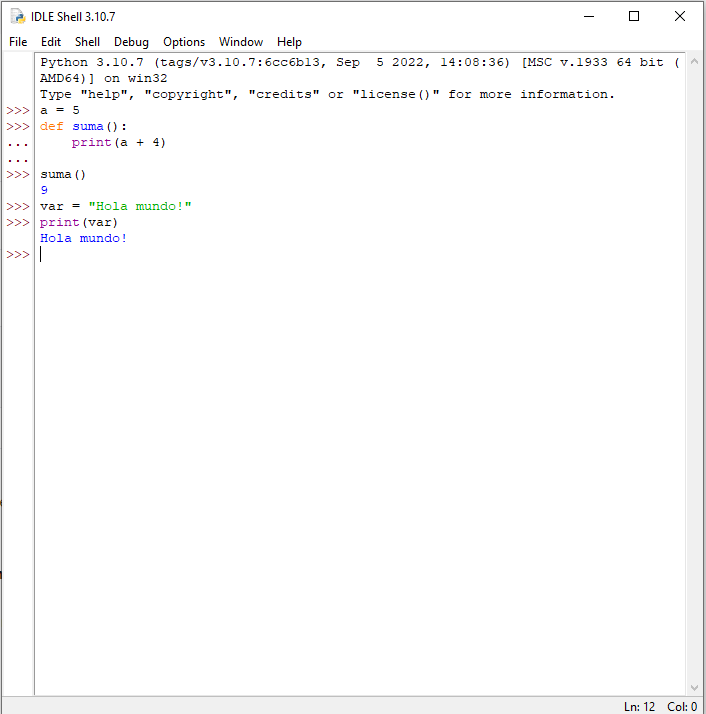 IDLE Shell 3.10.7
File Edit Shell Debug Options Window Help
Python 3.10.7 (tags/v3.10.7:6cc6b13, Sep  5 2022, 14:08:36) [MSC v.1933 64 bit (
AMD64)] on win32
Type "help", "copyright", "credits" or "license()" for more information.
>>> a = 5
>>> def suma():
...     print(a + 4)
...
>>> suma()
9
>>> var = "Hola mundo!"
>>> print(var)
Hola mundo!
>>>
Ln: 12 Col: 0